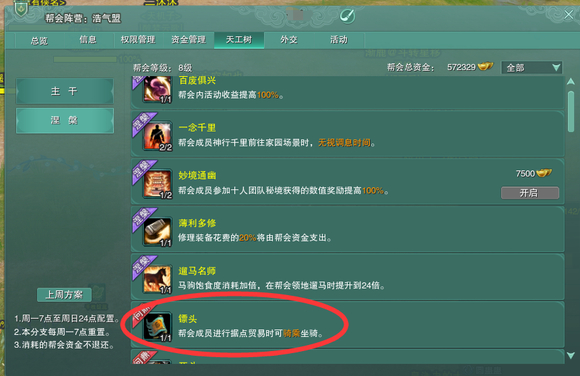 帮会阵营：浩气盟
总览 信息 权限管理 资金管理 天工树 外交 活动
帮会等级：8级 帮会总资金：572329 全部
主干
涅槃
百废俱兴
帮会内活动收益提高100%。
1/1
一念千里
帮会成员神行千里前往家园场景时，无视调息时间。
2/2
妙境通幽
帮会成员参加十人团队秘境获得的数值奖励提高100%。
1/2
7500
开启
薄利多修
修理装备花费的20%将由帮会资金支出。
1/1
遛马名师
马驹饱食度消耗加倍，在帮会领地遛马时提升到24倍。
1/1
镖头
帮会成员进行据点贸易时可骑乘坐骑。
1/1
上周方案
1.周一7点至周日24点配置。
2.本分支每周一7点重置。
3.消耗的帮会资金不退还。